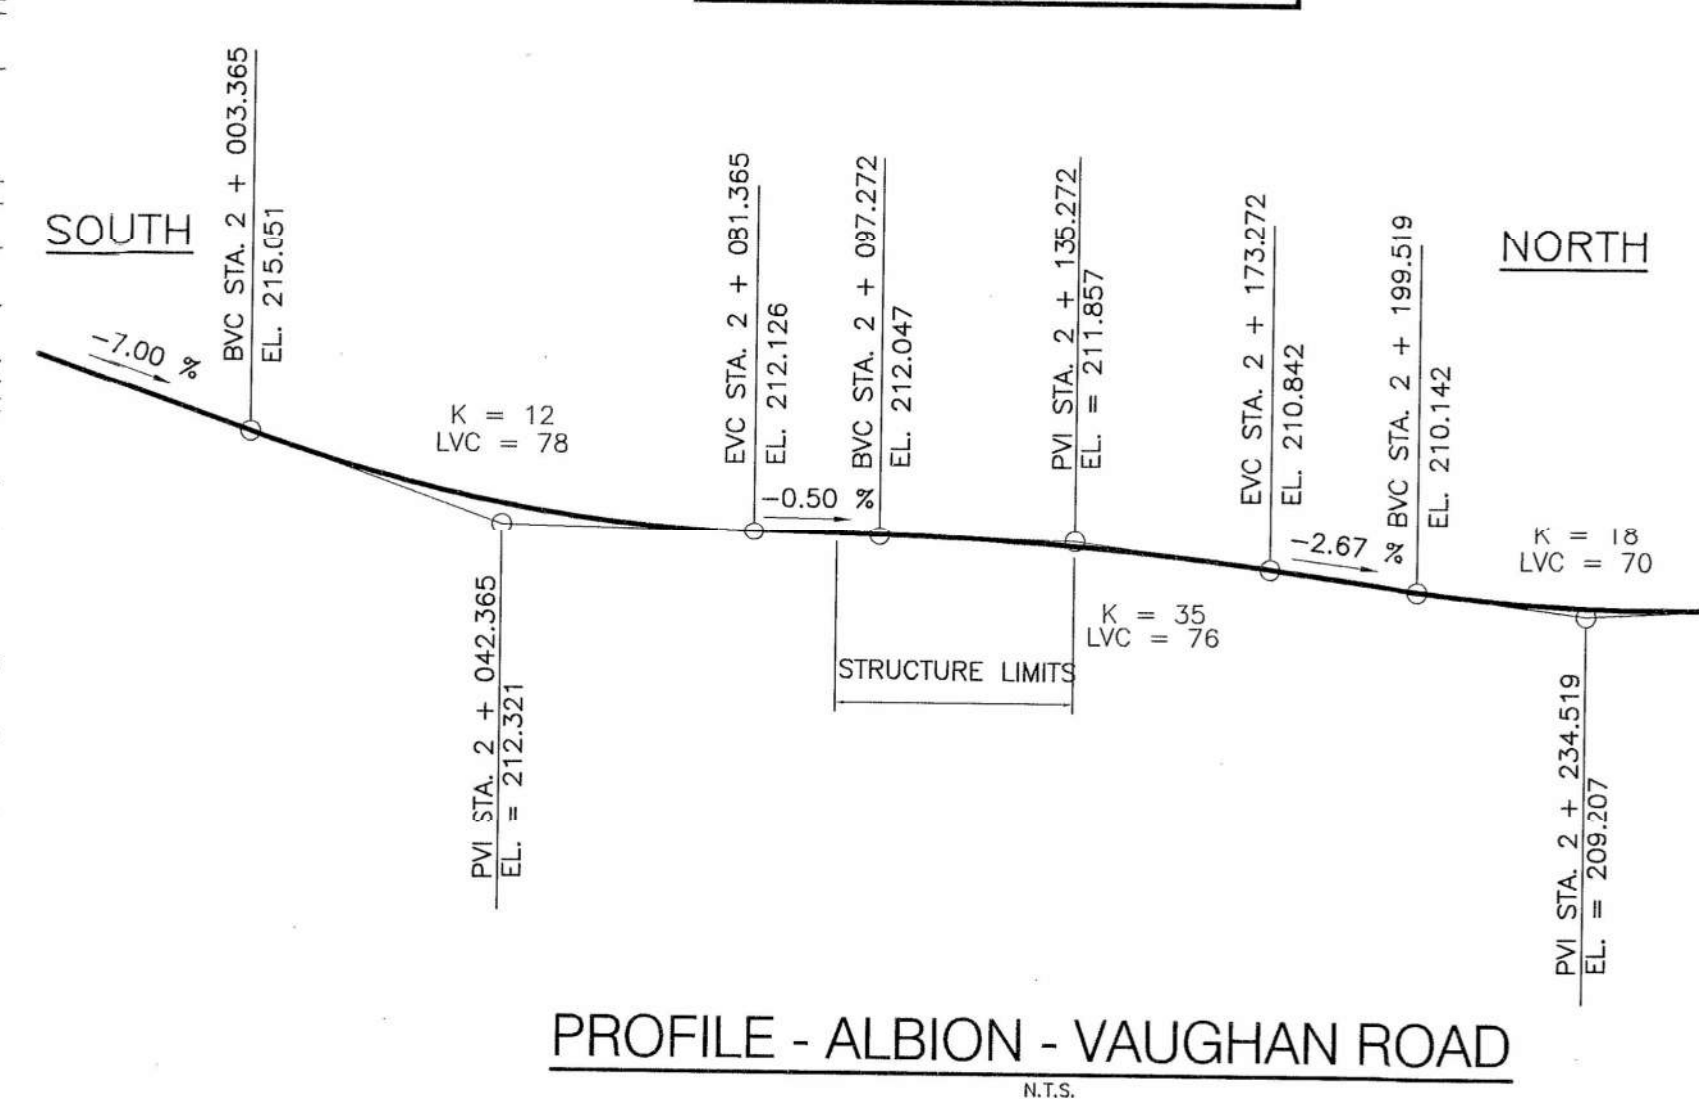 SOUTH
NORTH
-7.00 %
BVC STA. 2 + 003.365
EL. 215.051
K = 12
LVC = 78
PVI STA. 2 + 042.365
EL. = 212.321
EVC STA. 2 + 081.365
EL. 212.126
-0.50 %
BVC STA. 2 + 097.272
EL. 212.047
STRUCTURE LIMITS
PVI STA. 2 + 135.272
EL. = 211.857
K = 35
LVC = 76
EVC STA. 2 + 173.272
EL. 210.842
-2.67 %
BVC STA. 2 + 199.519
EL. 210.142
K = 18
LVC = 70
PVI STA. 2 + 234.519
EL. = 209.207
PROFILE - ALBION - VAUGHAN ROAD
N.T.S.